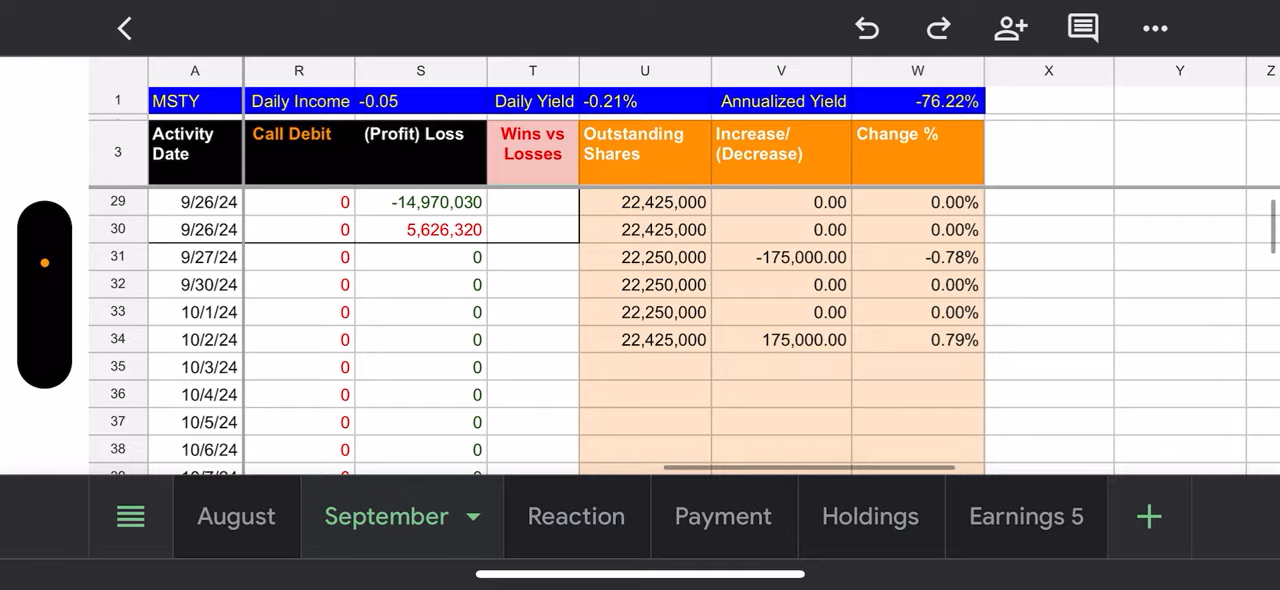 A R S T U V W X Y Z
1 MSTY Daily Income -0.05 Daily Yield -0.21% Annualized Yield -76.22%
3 Activity Date Call Debit (Profit) Loss Wins vs Losses Outstanding Shares Increase/ (Decrease) Change %
29 9/26/24 0 -14,970,030 22,425,000 0.00 0.00%
30 9/26/24 0 5,626,320 22,425,000 0.00 0.00%
31 9/27/24 0 0 22,250,000 -175,000.00 -0.78%
32 9/30/24 0 0 22,250,000 0.00 0.00%
33 10/1/24 0 0 22,250,000 0.00 0.00%
34 10/2/24 0 0 22,425,000 175,000.00 0.79%
35 10/3/24 0 0
36 10/4/24 0 0
37 10/5/24 0 0
38 10/6/24 0 0
August September Reaction Payment Holdings Earnings 5